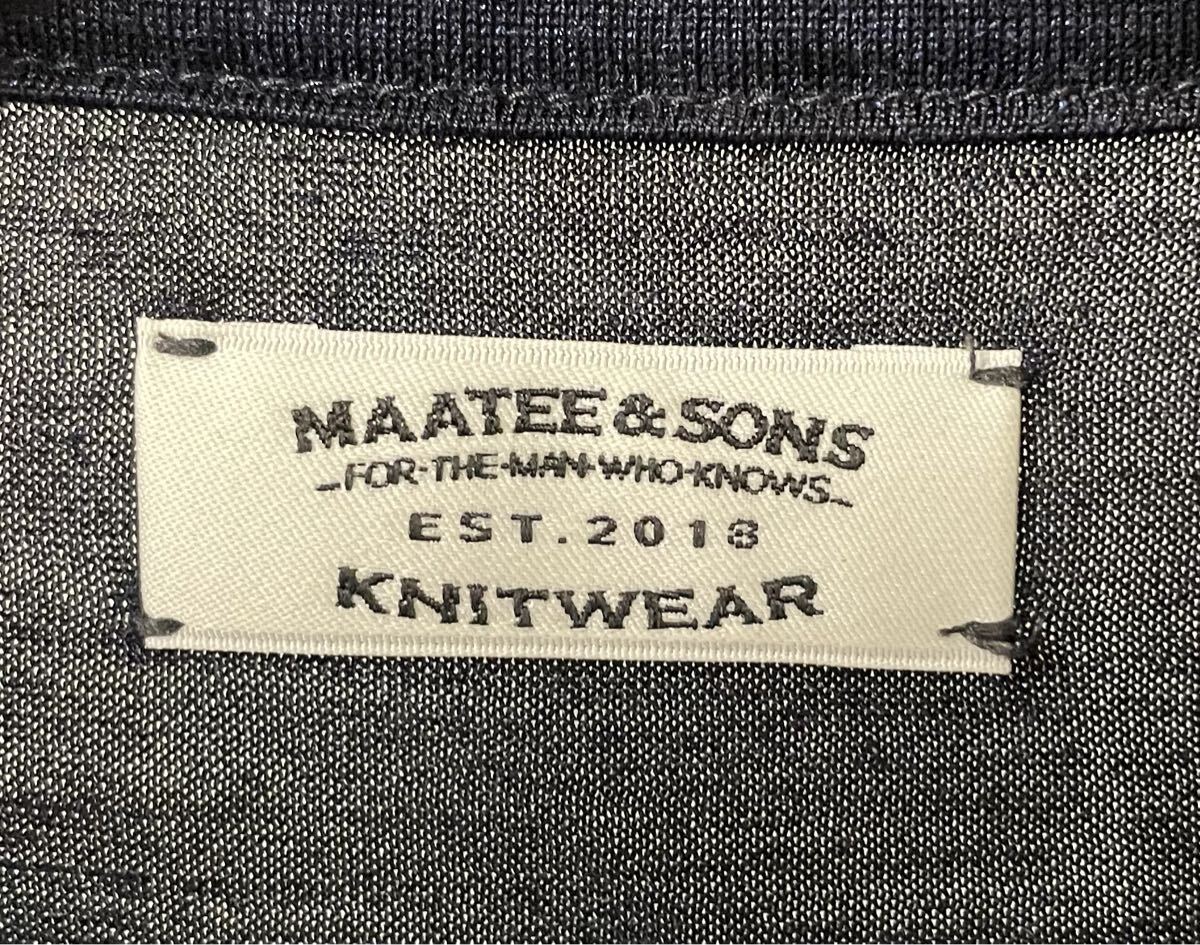 MAATEE&SONS
-FOR-THE-MAN-WHO-KNOWS-
EST.2018
KNITWEAR